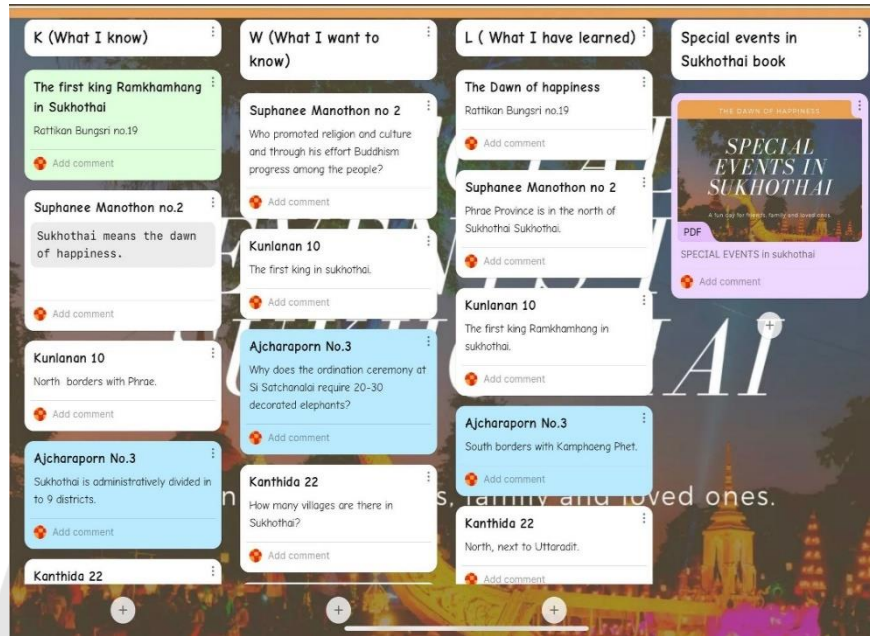 K (What I know)
The first king Ramkhamhang
in Sukhothai
Rattikan Bungsri no.19
Add comment
Suphanee Manothon no.2
Sukhothai means the dawn
of happiness.
Add comment
Kunlanan 10
North borders with Phrae.
Add comment
Ajcharaporn No.3
Sukhothai is administratively divided in
to 9 districts.
Add comment
Kanthida 22
W (What I want to
know)
Suphanee Manothon no 2
Who promoted religion and culture
and through his effort Buddhism
progress among the people?
Add comment
Kunlanan 10
The first king in sukhothai.
Add comment
Ajcharaporn No.3
Why does the ordination ceremony at
Si Satchanalai require 20-30
decorated elephants?
Add comment
Kanthida 22
How many villages are there in
Sukhothai?
Add comment
L ( What I have learned)
The Dawn of happiness
Rattikan Bungsri no.19
Add comment
Suphanee Manothon no 2
Phrae Province is in the north of
Sukhothai Sukhothai.
Add comment
Kunlanan 10
The first king Ramkhamhang in
sukhothai.
Add comment
Ajcharaporn No.3
South borders with Kamphaeng Phet.
Add comment
Kanthida 22
North, next to Uttaradit.
Add comment
Special events in
Sukhothai book
THE DAWN OF HAPPINESS
SPECIAL
EVENTS IN
SUKHOTHAI
A fun day for friends, family and loved ones.
PDF
SPECIAL EVENTS in sukhothai
Add comment
family and loved ones.